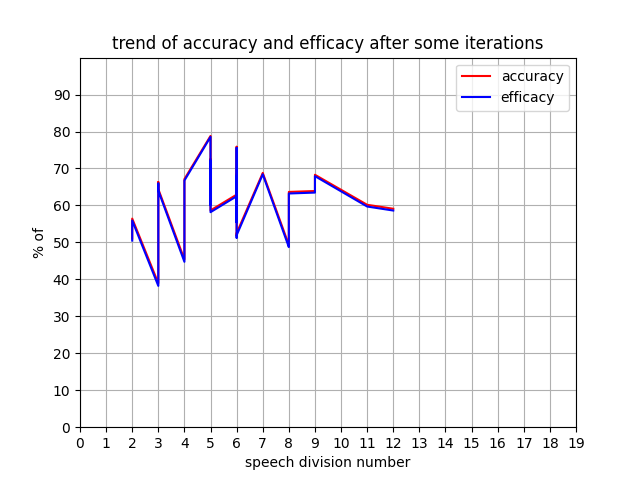 trend of accuracy and efficacy after some iterations
accuracy
efficacy
% of
90
80
70
60
50
40
30
20
10
0
0 1 2 3 4 5 6 7 8 9 10 11 12 13 14 15 16 17 18 19
speech division number